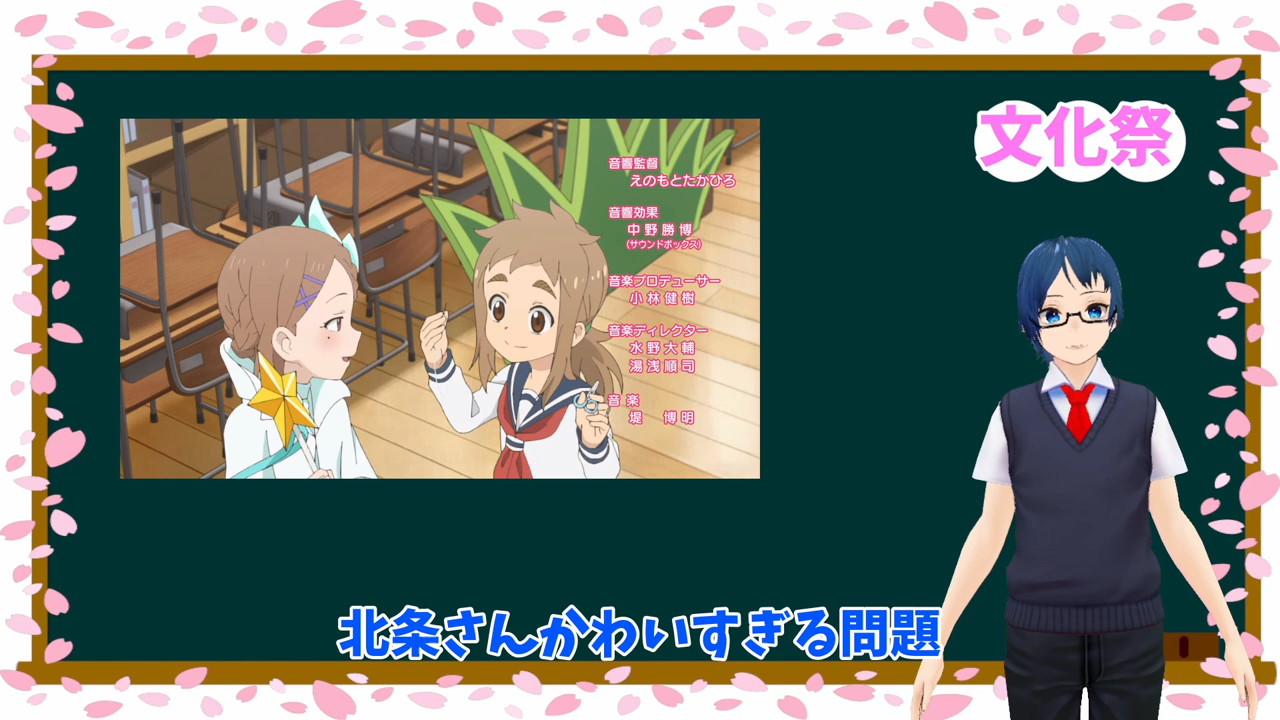 文化祭
音響監督
えのもとたかひろ
音響効果
中野勝博
(サウンドボックス)
音楽プロデューサー
小林健樹
音楽ディレクター
水野大輔
湯浅順司
音楽
堤 博明
北条さんかわいすぎる問題